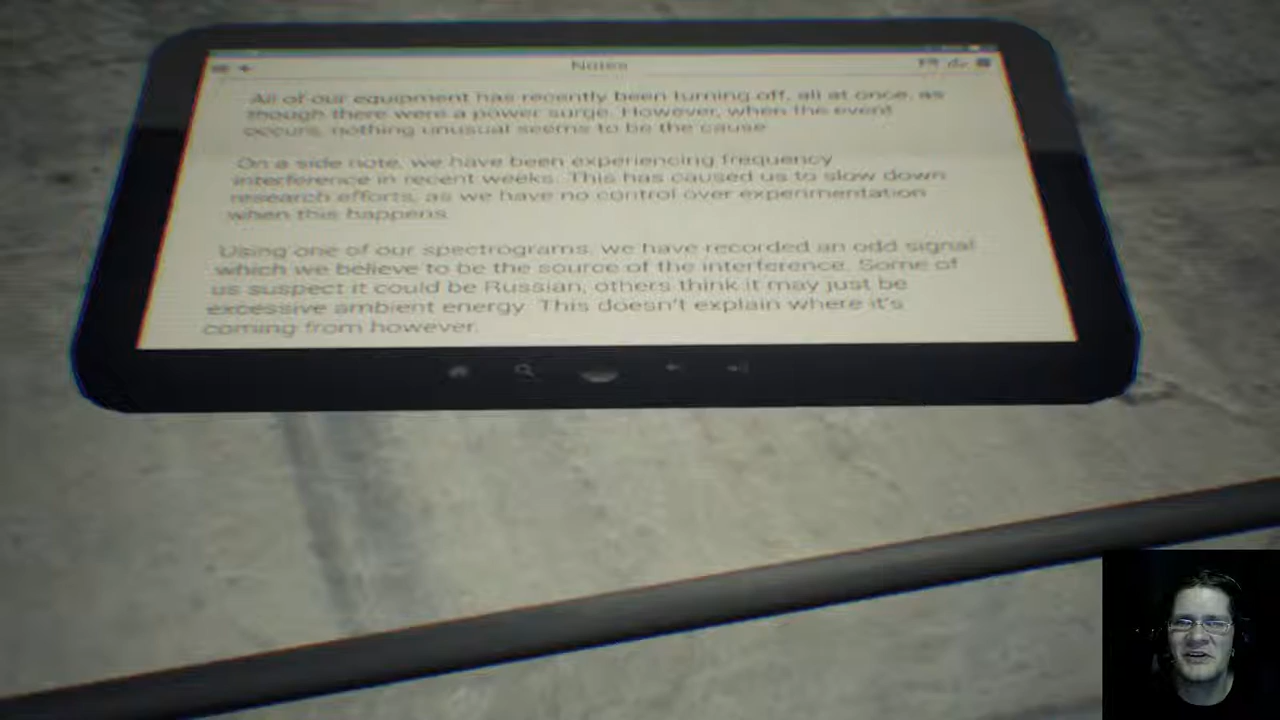 Notes
All of our equipment has recently been turning off, all at once, as
though there were a power surge. However, when the event
occurs, nothing unusual seems to be the cause.
On a side note, we have been experiencing frequency
interference in recent weeks. This has caused us to slow down
research efforts, as we have no control over experimentation
when this happens.
Using one of our spectrograms, we have recorded an odd signal
which we believe to be the source of the interference. Some of
us suspect it could be Russian, others think it may just be
excessive ambient energy. This doesn't explain where it's
coming from however.